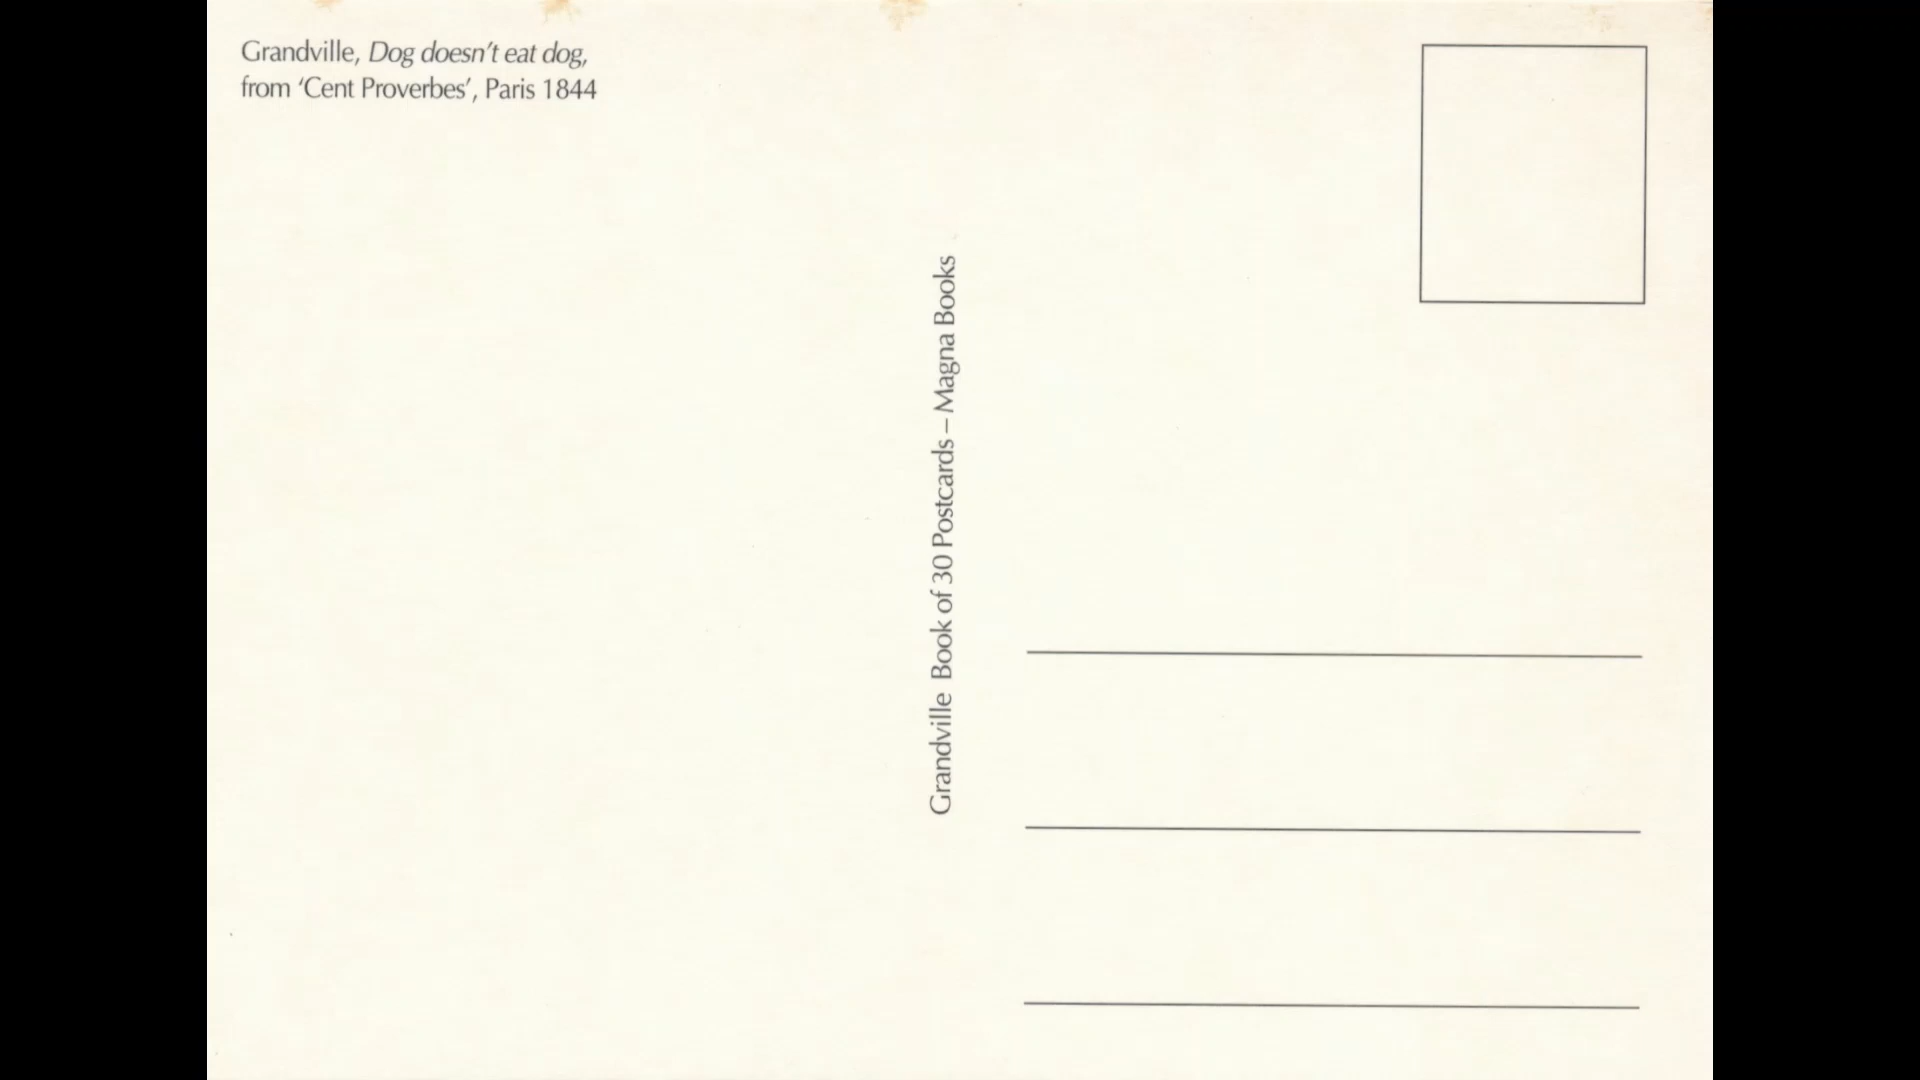 Grandville, Dog doesn’t eat dog,
from ‘Cent Proverbes’, Paris 1844
Grandville Book of 30 Postcards – Magna Books